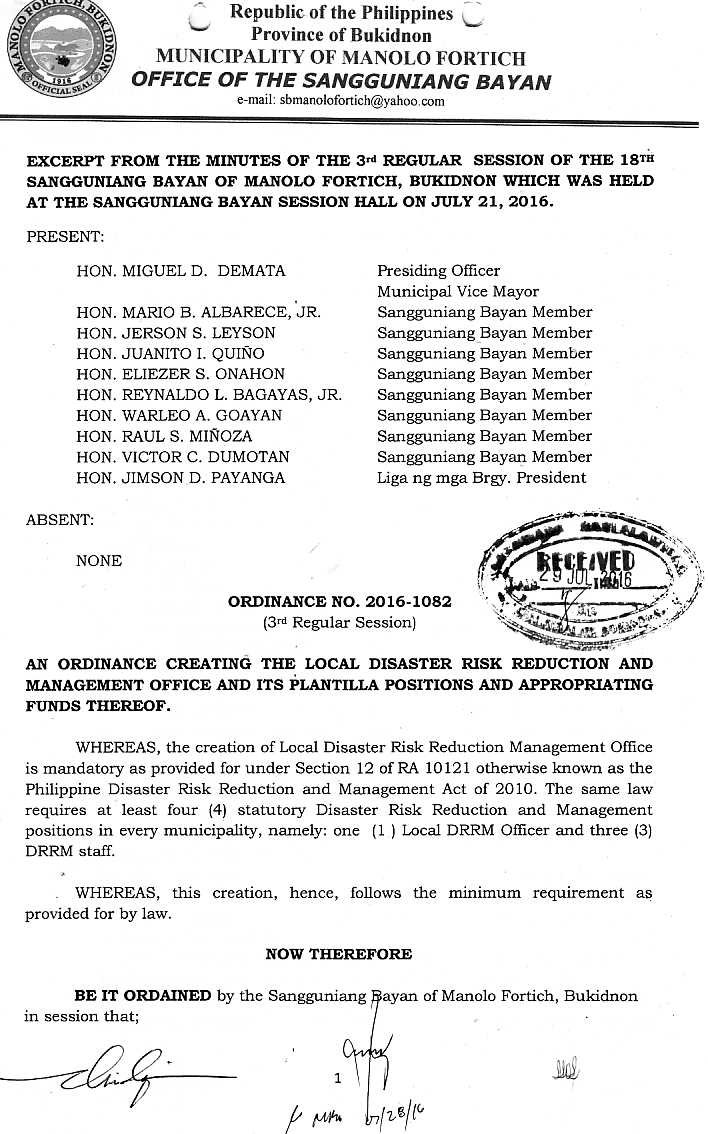 MANOLO FORTICH, BUKIDNON
1916
OFFICIAL SEAL
Republic of the Philippines
Province of Bukidnon
MUNICIPALITY OF MANOLO FORTICH
OFFICE OF THE SANGGUNIANG BAYAN
e-mail: sbmanolofortich@yahoo.com
EXCERPT FROM THE MINUTES OF THE 3rd REGULAR SESSION OF THE 18TH
SANGGUNIANG BAYAN OF MANOLO FORTICH, BUKIDNON WHICH WAS HELD
AT THE SANGGUNIANG BAYAN SESSION HALL ON JULY 21, 2016.
PRESENT:
HON. MIGUEL D. DEMATA Presiding Officer
Municipal Vice Mayor
HON. MARIO B. ALBARECE, JR. Sangguniang Bayan Member
HON. JERSON S. LEYSON Sangguniang Bayan Member
HON. JUANITO I. QUIÑO Sangguniang Bayan Member
HON. ELIEZER S. ONAHON Sangguniang Bayan Member
HON. REYNALDO L. BAGAYAS, JR. Sangguniang Bayan Member
HON. WARLEO A. GOAYAN Sangguniang Bayan Member
HON. RAUL S. MIÑOZA Sangguniang Bayan Member
HON. VICTOR C. DUMOTAN Sangguniang Bayan Member
HON. JIMSON D. PAYANGA Liga ng mga Brgy. President
ABSENT:
NONE
RECEIVED
29 JUL 2016
ORDINANCE NO. 2016-1082
(3rd Regular Session)
AN ORDINANCE CREATING THE LOCAL DISASTER RISK REDUCTION AND
MANAGEMENT OFFICE AND ITS PLANTILLA POSITIONS AND APPROPRIATING
FUNDS THEREOF.
WHEREAS, the creation of Local Disaster Risk Reduction Management Office
is mandatory as provided for under Section 12 of RA 10121 otherwise known as the
Philippine Disaster Risk Reduction and Management Act of 2010. The same law
requires at least four (4) statutory Disaster Risk Reduction and Management
positions in every municipality, namely: one (1 ) Local DRRM Officer and three (3)
DRRM staff.
WHEREAS, this creation, hence, follows the minimum requirement as
provided for by law.
NOW THEREFORE
BE IT ORDAINED by the Sangguniang Bayan of Manolo Fortich, Bukidnon
in session that;
1
07/28/16